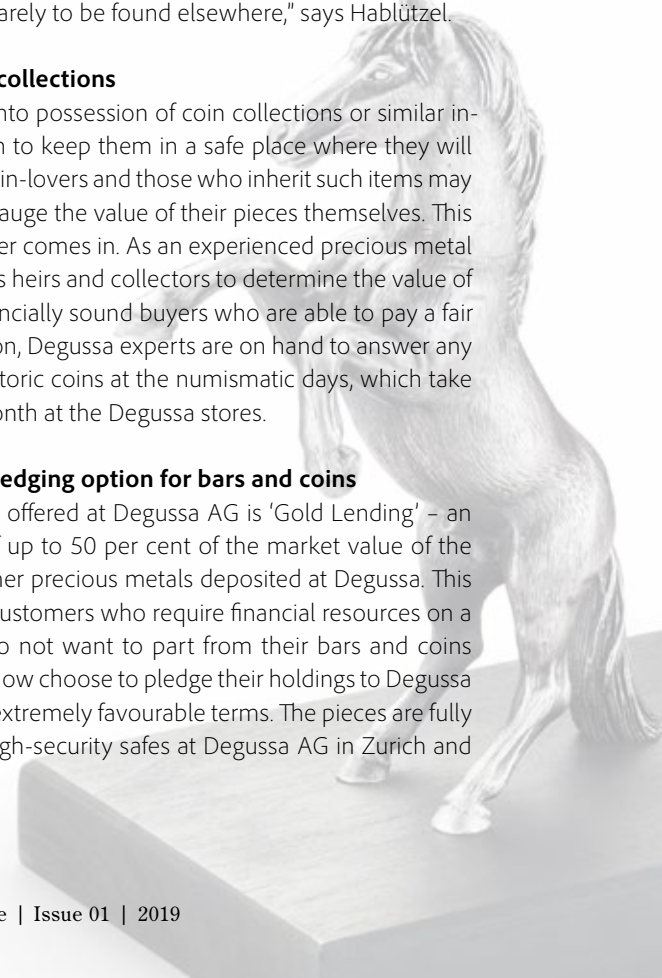 arely to be found elsewhere,” says Hablützel.
collections
nto possession of coin collections or similar in-
n to keep them in a safe place where they will
in-lovers and those who inherit such items may
auge the value of their pieces themselves. This
er comes in. As an experienced precious metal
s heirs and collectors to determine the value of
ncially sound buyers who are able to pay a fair
on, Degussa experts are on hand to answer any
toric coins at the numismatic days, which take
onth at the Degussa stores.
edging option for bars and coins
offered at Degussa AG is ‘Gold Lending’ – an
f up to 50 per cent of the market value of the
her precious metals deposited at Degussa. This
ustomers who require financial resources on a
o not want to part from their bars and coins
ow choose to pledge their holdings to Degussa
extremely favourable terms. The pieces are fully
gh-security safes at Degussa AG in Zurich and
e | Issue 01 | 2019